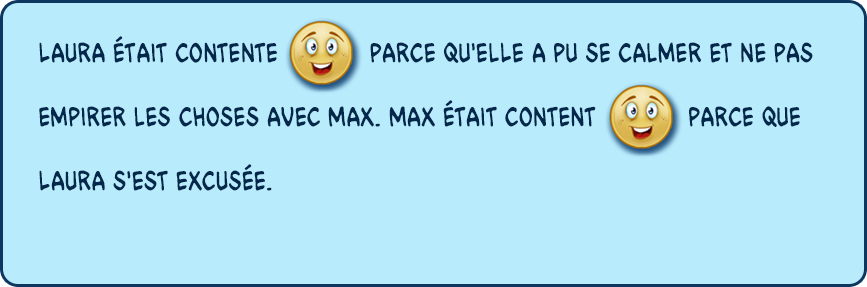 LAURA ÉTAIT CONTENTE PARCE QU'ELLE A PU SE CALMER ET NE PAS
EMPIRER LES CHOSES AVEC MAX. MAX ÉTAIT CONTENT PARCE QUE
LAURA S'EST EXCUSÉE.